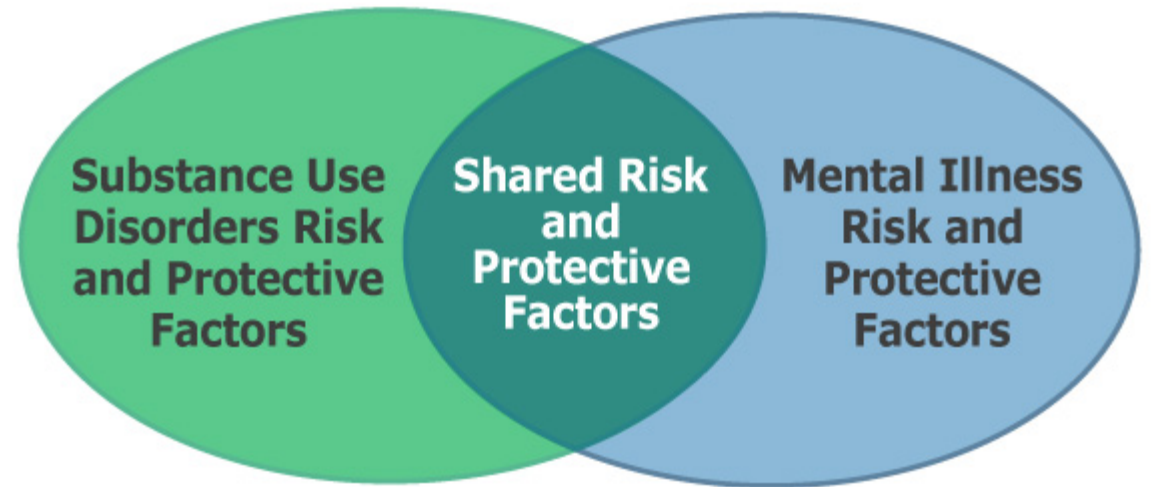 Substance Use
Disorders Risk
and Protective
Factors
Shared Risk
and
Protective
Factors
Mental Illness
Risk and
Protective
Factors